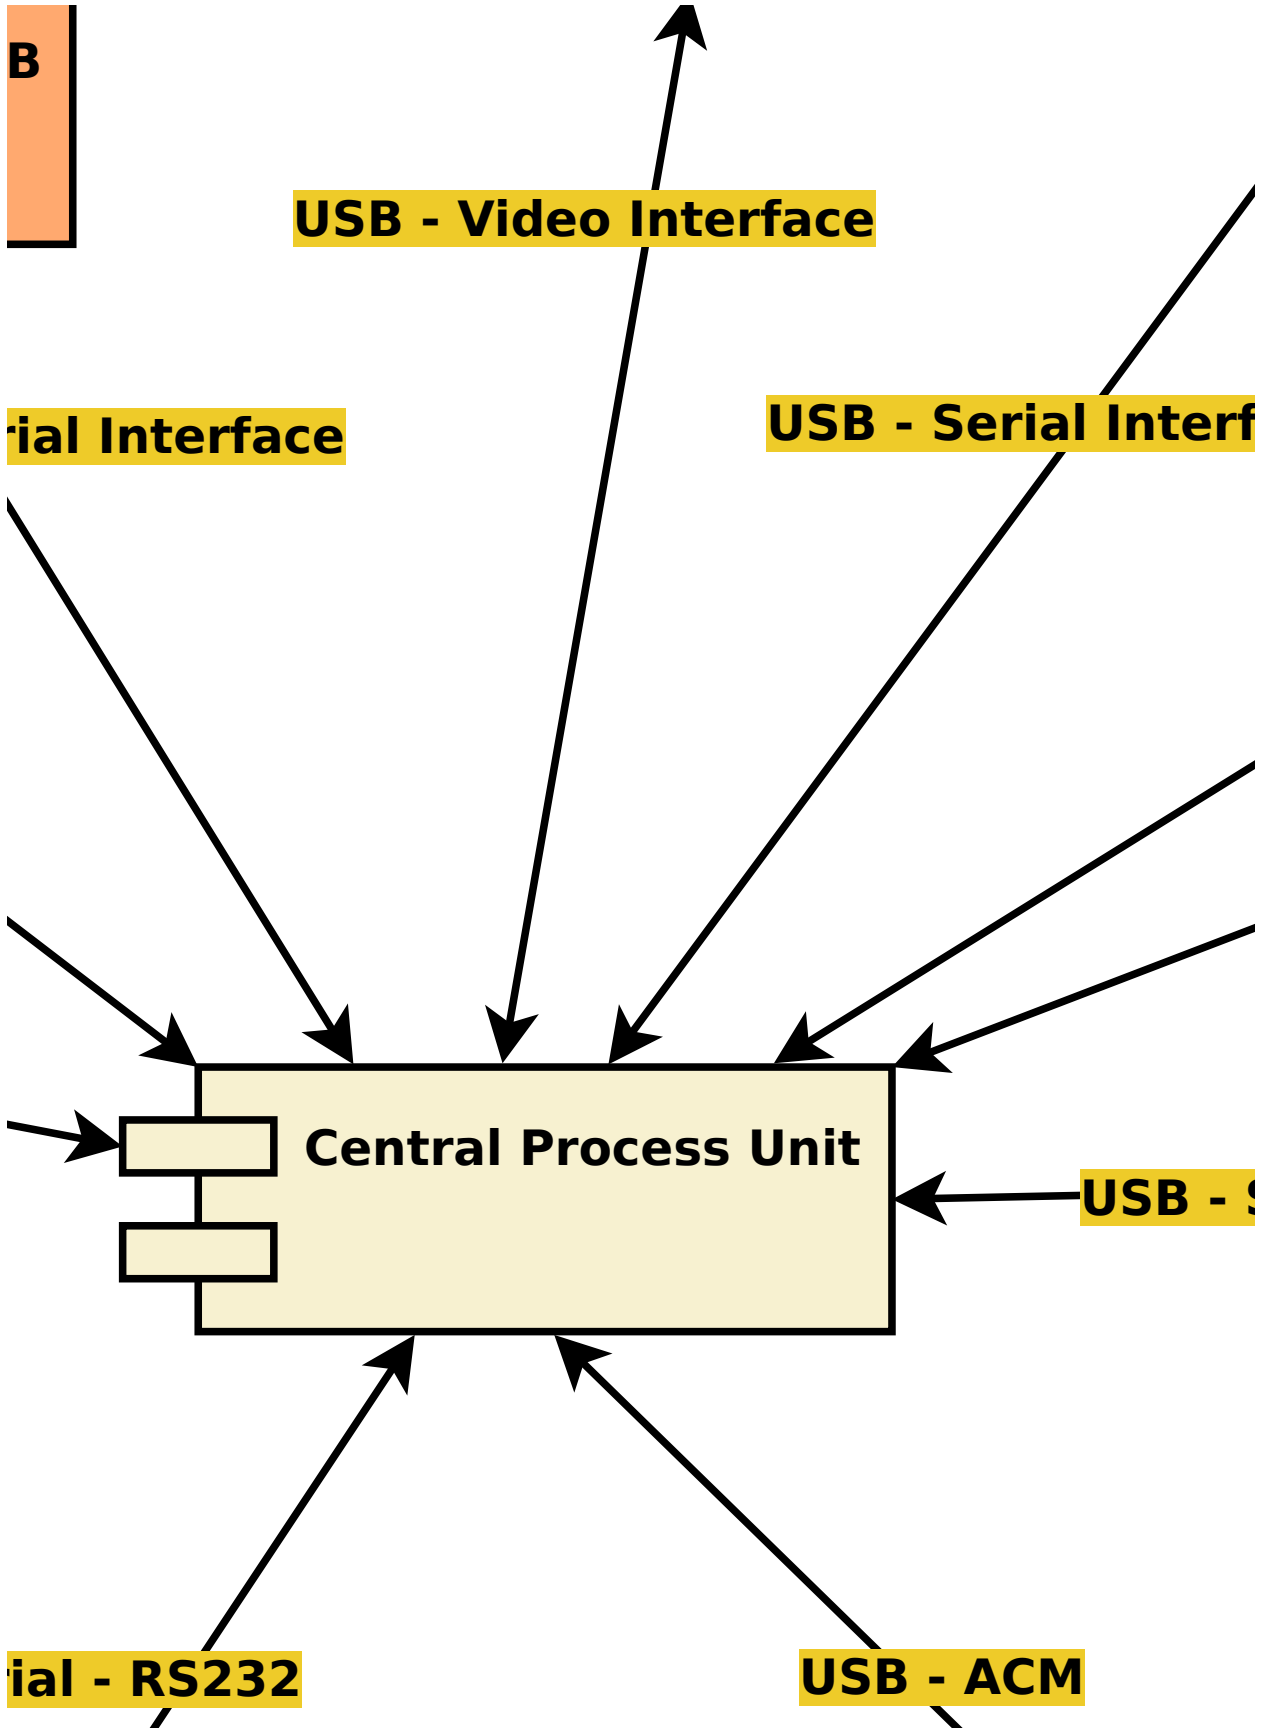 B
USB - Video Interface
USB - Serial Interf
rial Interface
Central Process Unit
USB - S
rial - RS232
USB - ACM